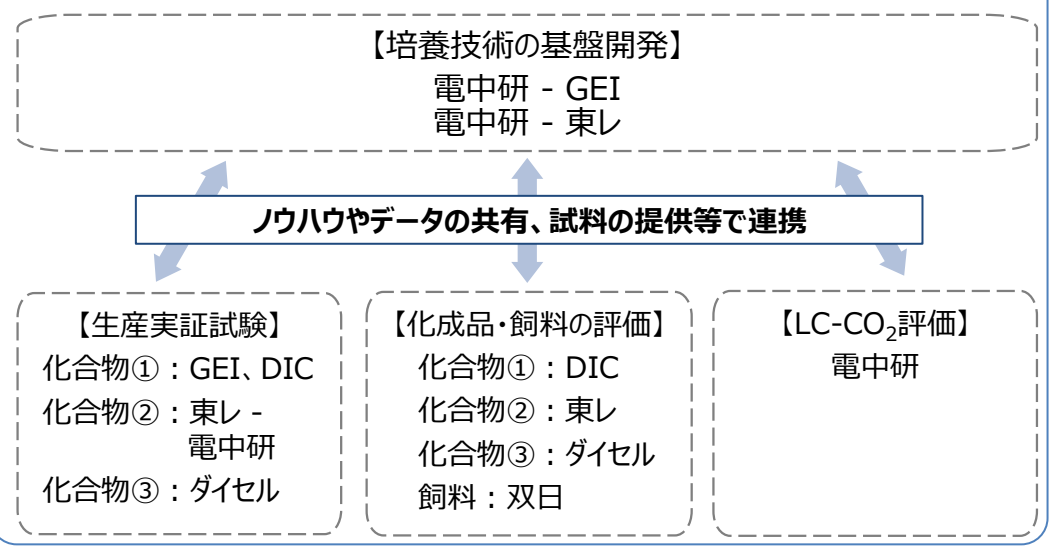 【培養技術の基盤開発】
電中研 - GEI
電中研 - 東レ
ノウハウやデータの共有、試料の提供等で連携
【生産実証試験】
化合物①：GEI、DIC
化合物②：東レ -
電中研
化合物③：ダイセル
【化成品・飼料の評価】
化合物①：DIC
化合物②：東レ
化合物③：ダイセル
飼料：双日
【LC-CO₂評価】
電中研